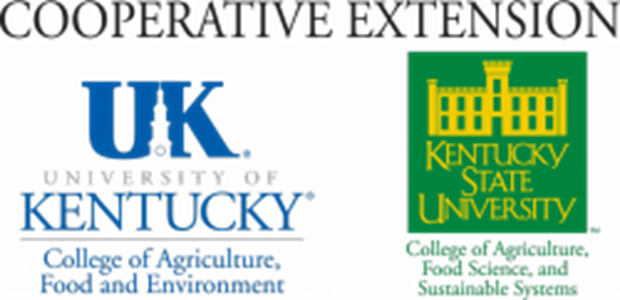 COOPERATIVE EXTENSION
UK®
UNIVERSITY OF
KENTUCKY®
College of Agriculture,
Food and Environment
KENTUCKY
STATE
UNIVERSITY
™
College of Agriculture,
Food Science, and
Sustainable Systems